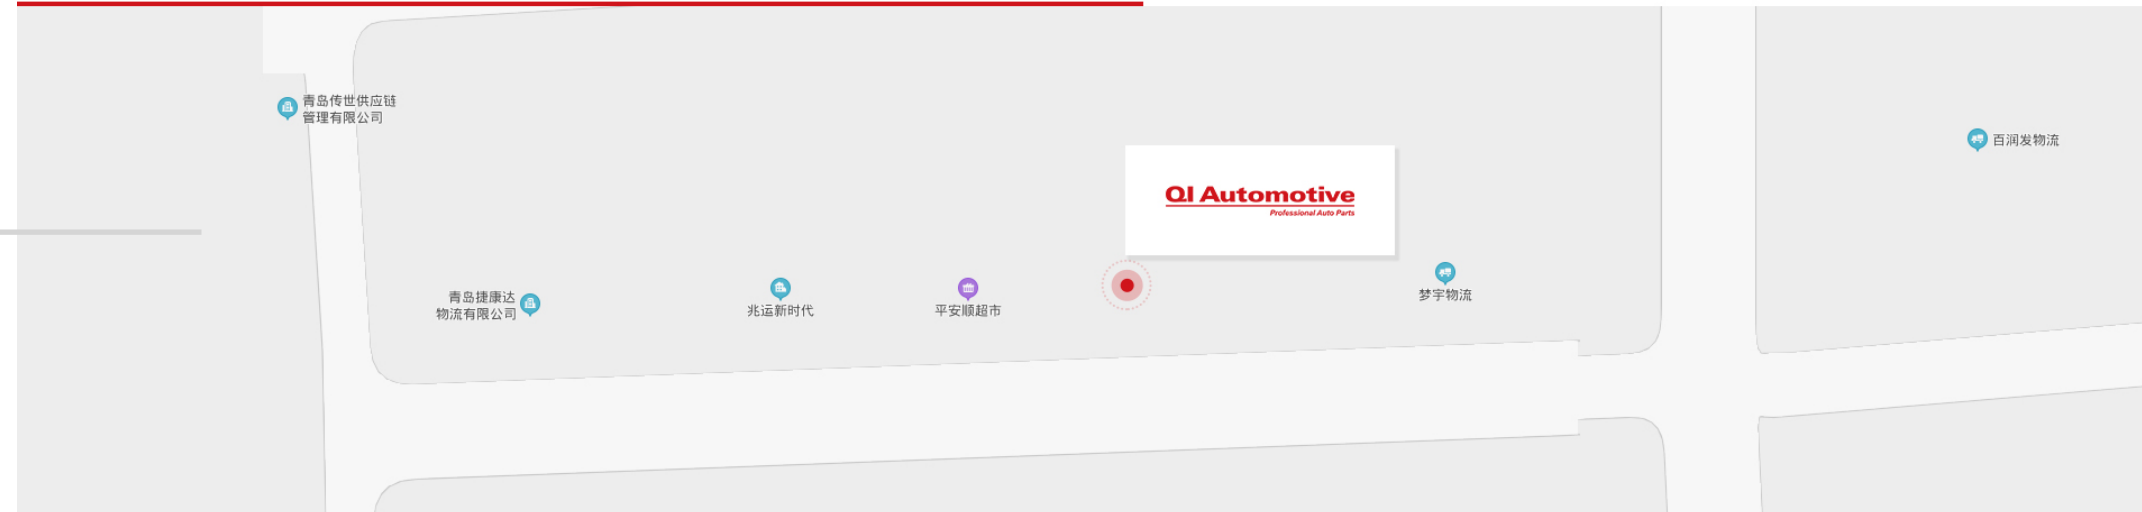 青岛传世供应链
管理有限公司
百润发物流
QI Automotive
Professional Auto Parts
青岛捷康达
物流有限公司
兆运新时代
平安顺超市
梦宇物流